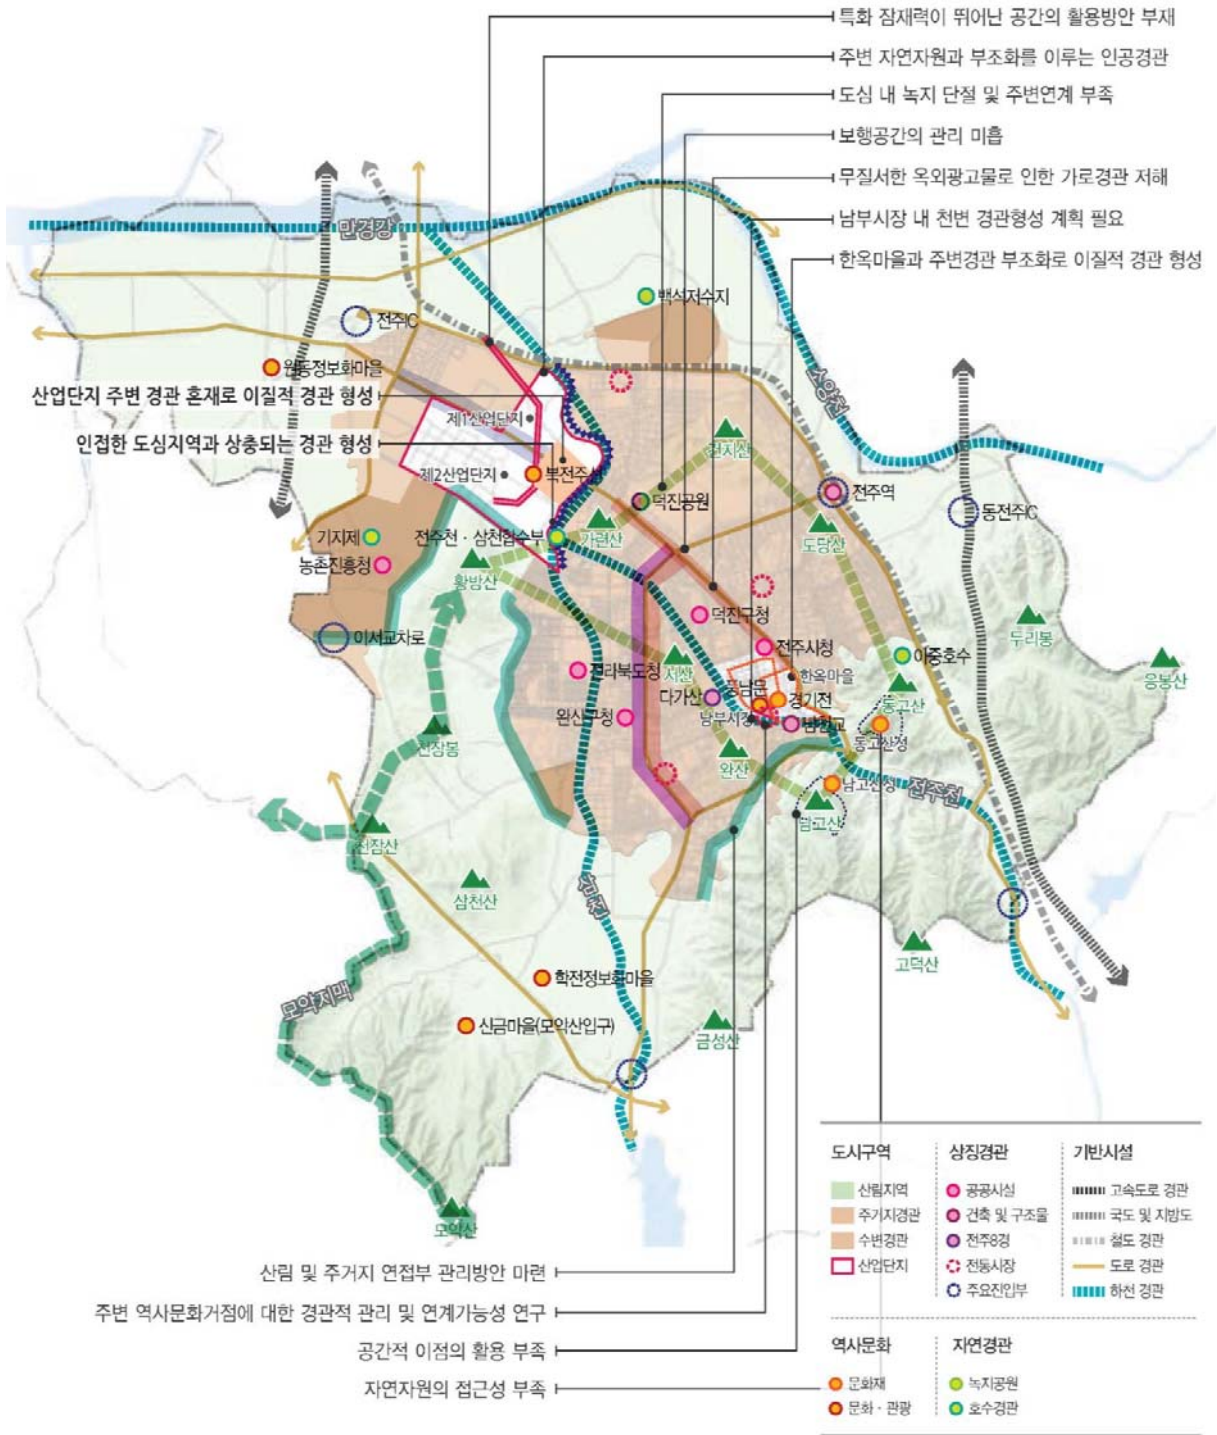 특화 잠재력이 뛰어난 공간의 활용방안 부재
주변 자연자원과 부조화를 이루는 인공경관
도심 내 녹지 단절 및 주변연계 부족
보행공간의 관리 미흡
무질서한 옥외광고물로 인한 가로경관 저해
남부시장 내 천변 경관형성 계획 필요
한옥마을과 주변경관 부조화로 이질적 경관 형성
만경강
백석저수지
전주IC
원동정보화마을
소양천
산업단지 주변 경관 혼재로 이질적 경관 형성
제1산업단지
건지산
인접한 도심지역과 상충되는 경관 형성
제2산업단지
북전주선
덕진공원
전주역
동전주IC
기지제
전주천 · 삼천합수부
가련산
도당산
농촌진흥청
황방산
덕진구청
두리봉
이서교차로
전주시청
아중호수
전라북도청
서산
한옥마을
응봉산
풍남문
다가산
경기전
동고산
완산구청
남부시장
남천교
천잠봉
완산
동고산성
남고산성
전주천
남고산
천잠산
삼천산
삼천
고덕산
학전정보화마을
모악지맥
신금마을(모악산입구)
금성산
모악산
도시구역
산림지역
주거지경관
수변경관
산업단지
상징경관
공공시설
건축 및 구조물
전주8경
전통시장
주요진입부
기반시설
고속도로 경관
국도 및 지방도
철도 경관
도로 경관
하천 경관
역사문화
문화재
문화 · 관광
자연경관
녹지공원
호수경관
산림 및 주거지 연접부 관리방안 마련
주변 역사문화거점에 대한 경관적 관리 및 연계가능성 연구
공간적 이점의 활용 부족
자연자원의 접근성 부족